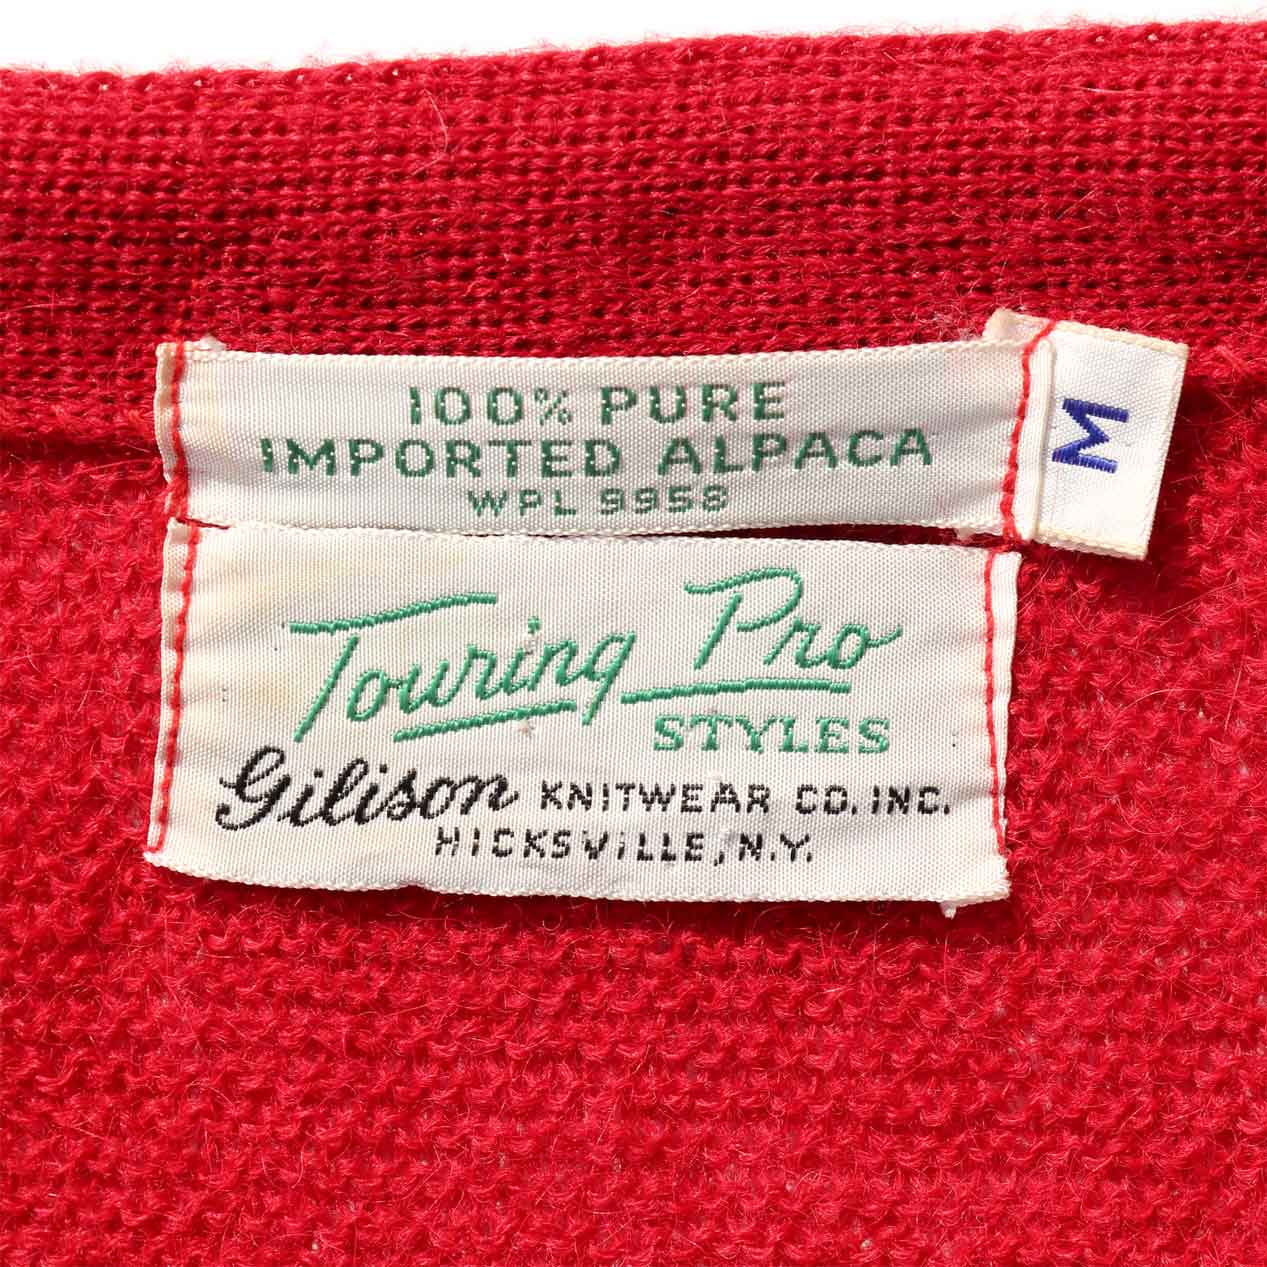 100% PURE
IMPORTED ALPACA
WPL 9958
M
Touring Pro
STYLES
Gilison KNITWEAR CO. INC.
HICKSViLLE, N.Y.